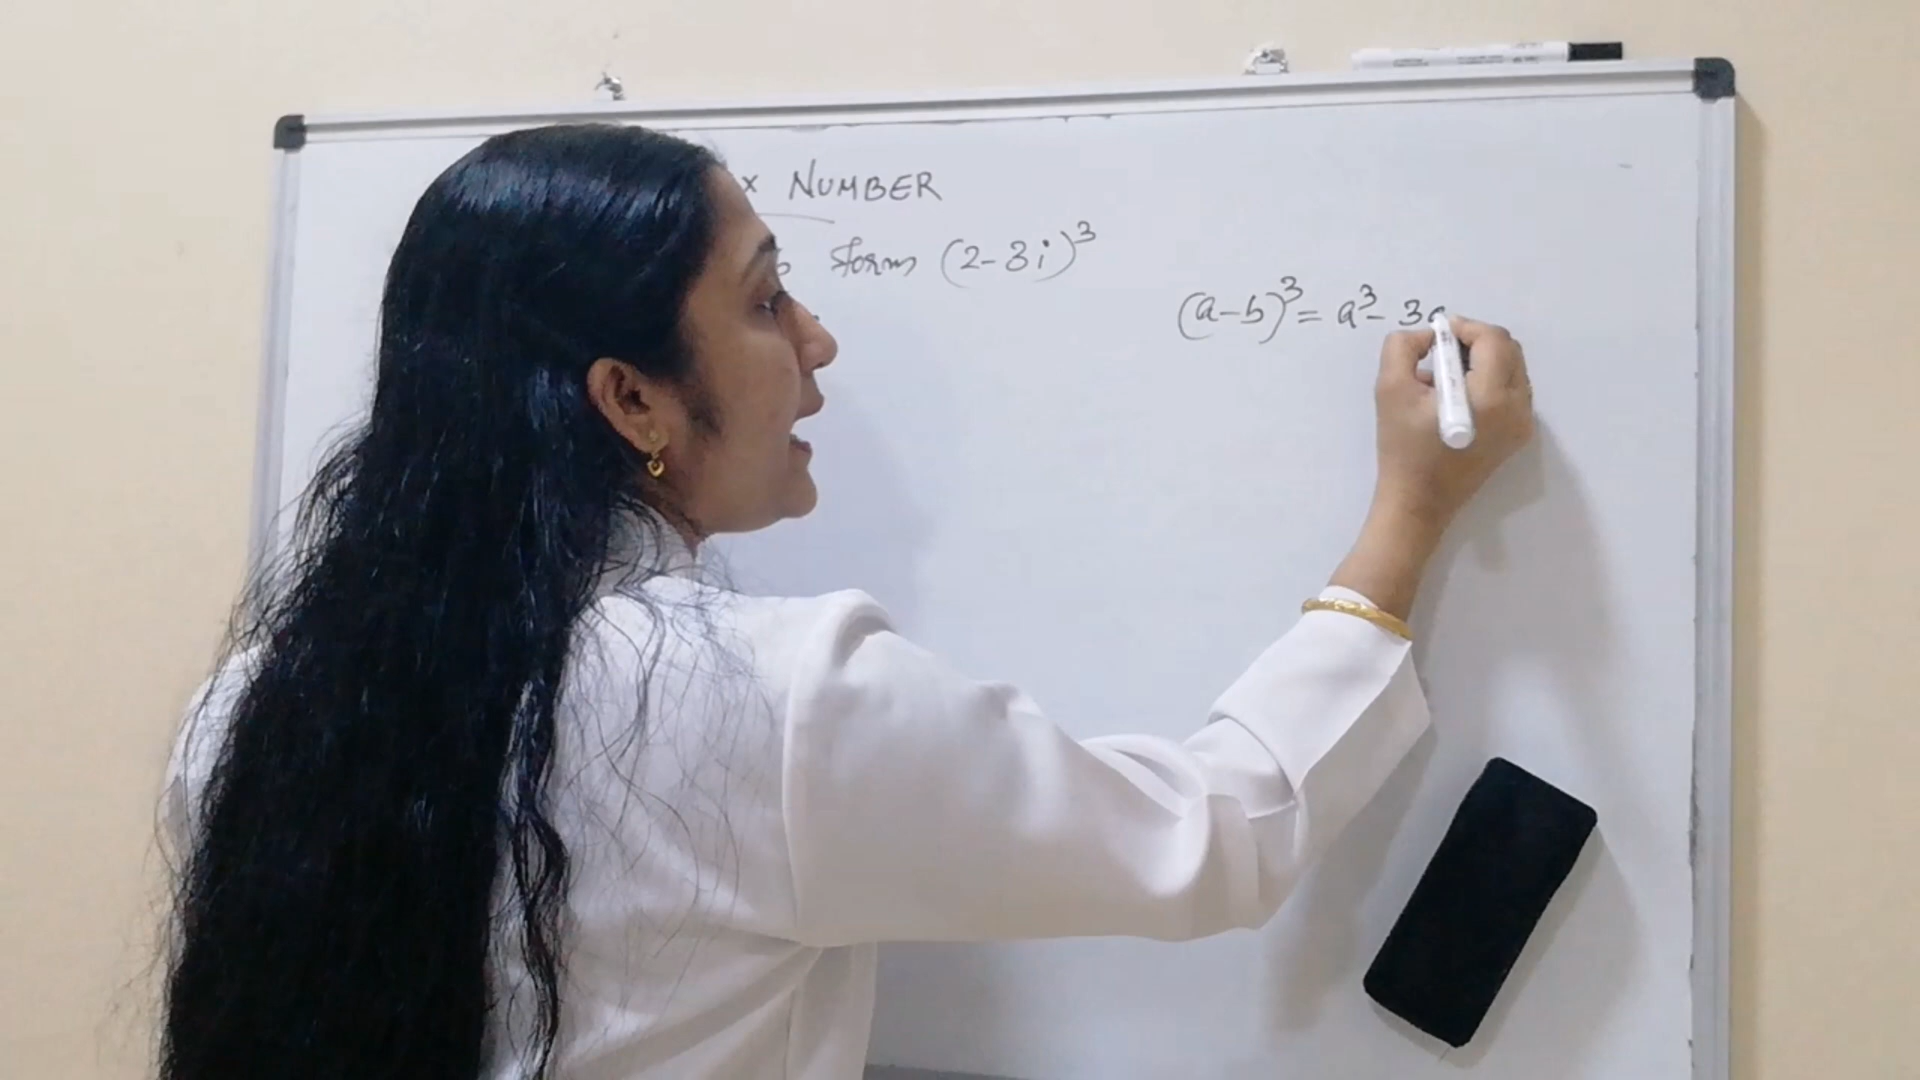 x NUMBER
form (2-3i)³
(a-b)³ = a³- 3a